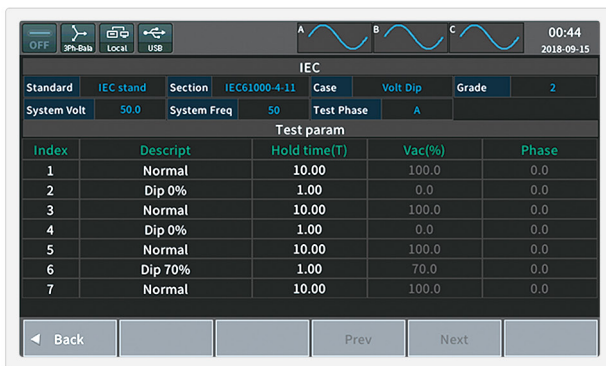 OFF 3Ph-Bala Local USB A B C 00:44
2018-09-15
IEC
Standard IEC stand Section IEC61000-4-11 Case Volt Dip Grade 2
System Volt 50.0 System Freq 50 Test Phase A
Test param
Index Descript Hold time(T) Vac(%) Phase
1 Normal 10.00 100.0 0.0
2 Dip 0% 1.00 0.0 0.0
3 Normal 10.00 100.0 0.0
4 Dip 0% 1.00 0.0 0.0
5 Normal 10.00 100.0 0.0
6 Dip 70% 1.00 70.0 0.0
7 Normal 10.00 100.0 0.0
Back Prev Next